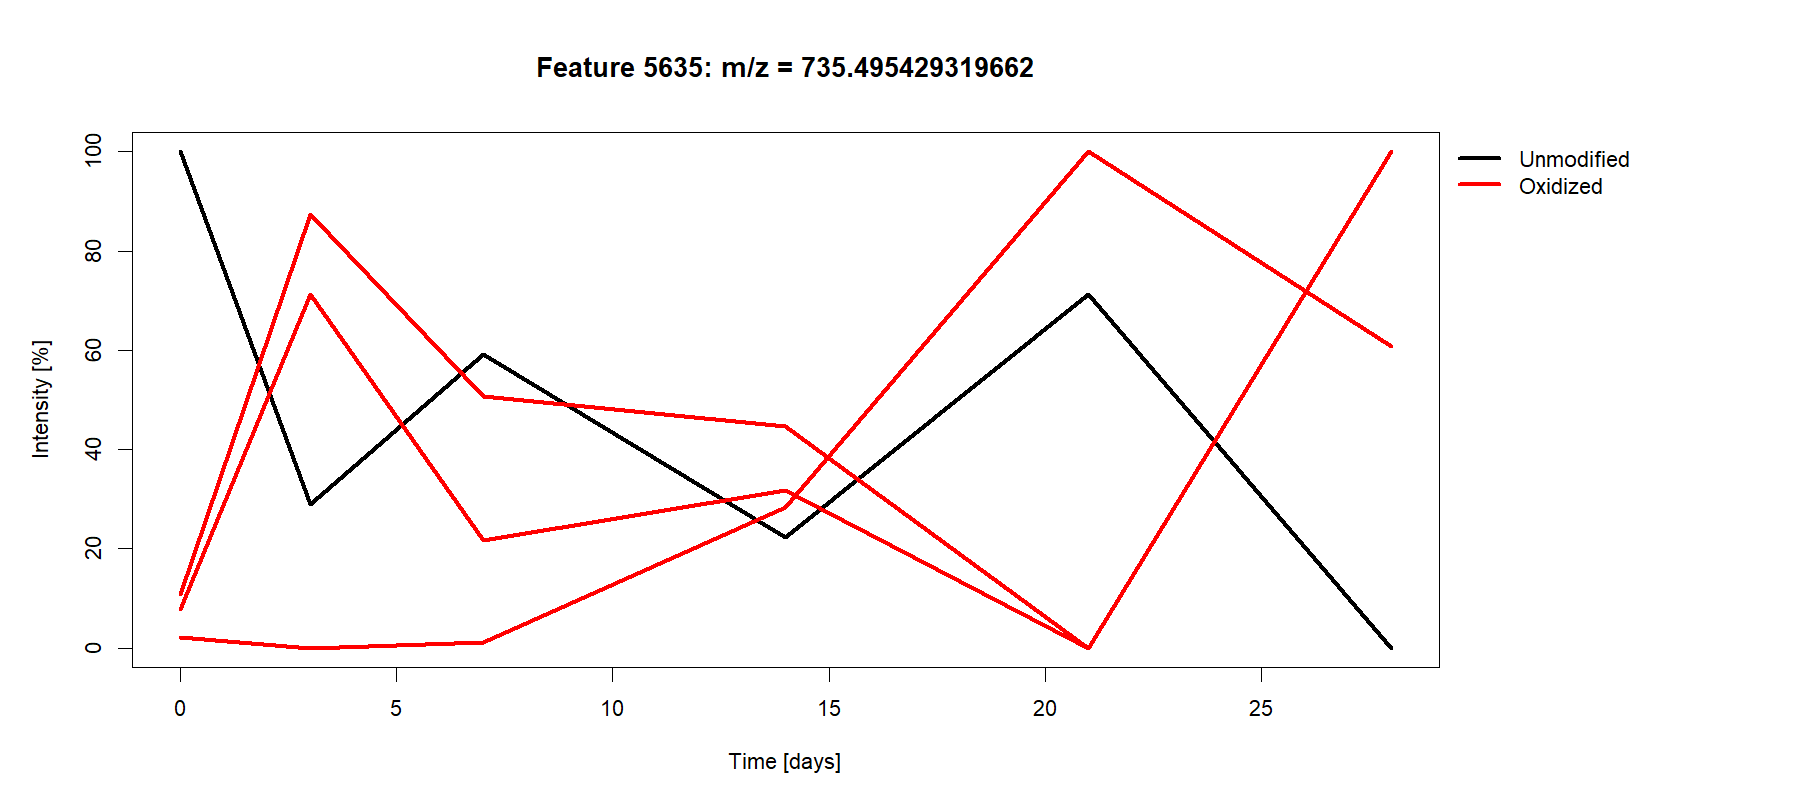 Feature 5635: m/z = 735.495429319662
Unmodified
Oxidized
100
80
60
40
20
0
Intensity [%]
0 5 10 15 20 25
Time [days]